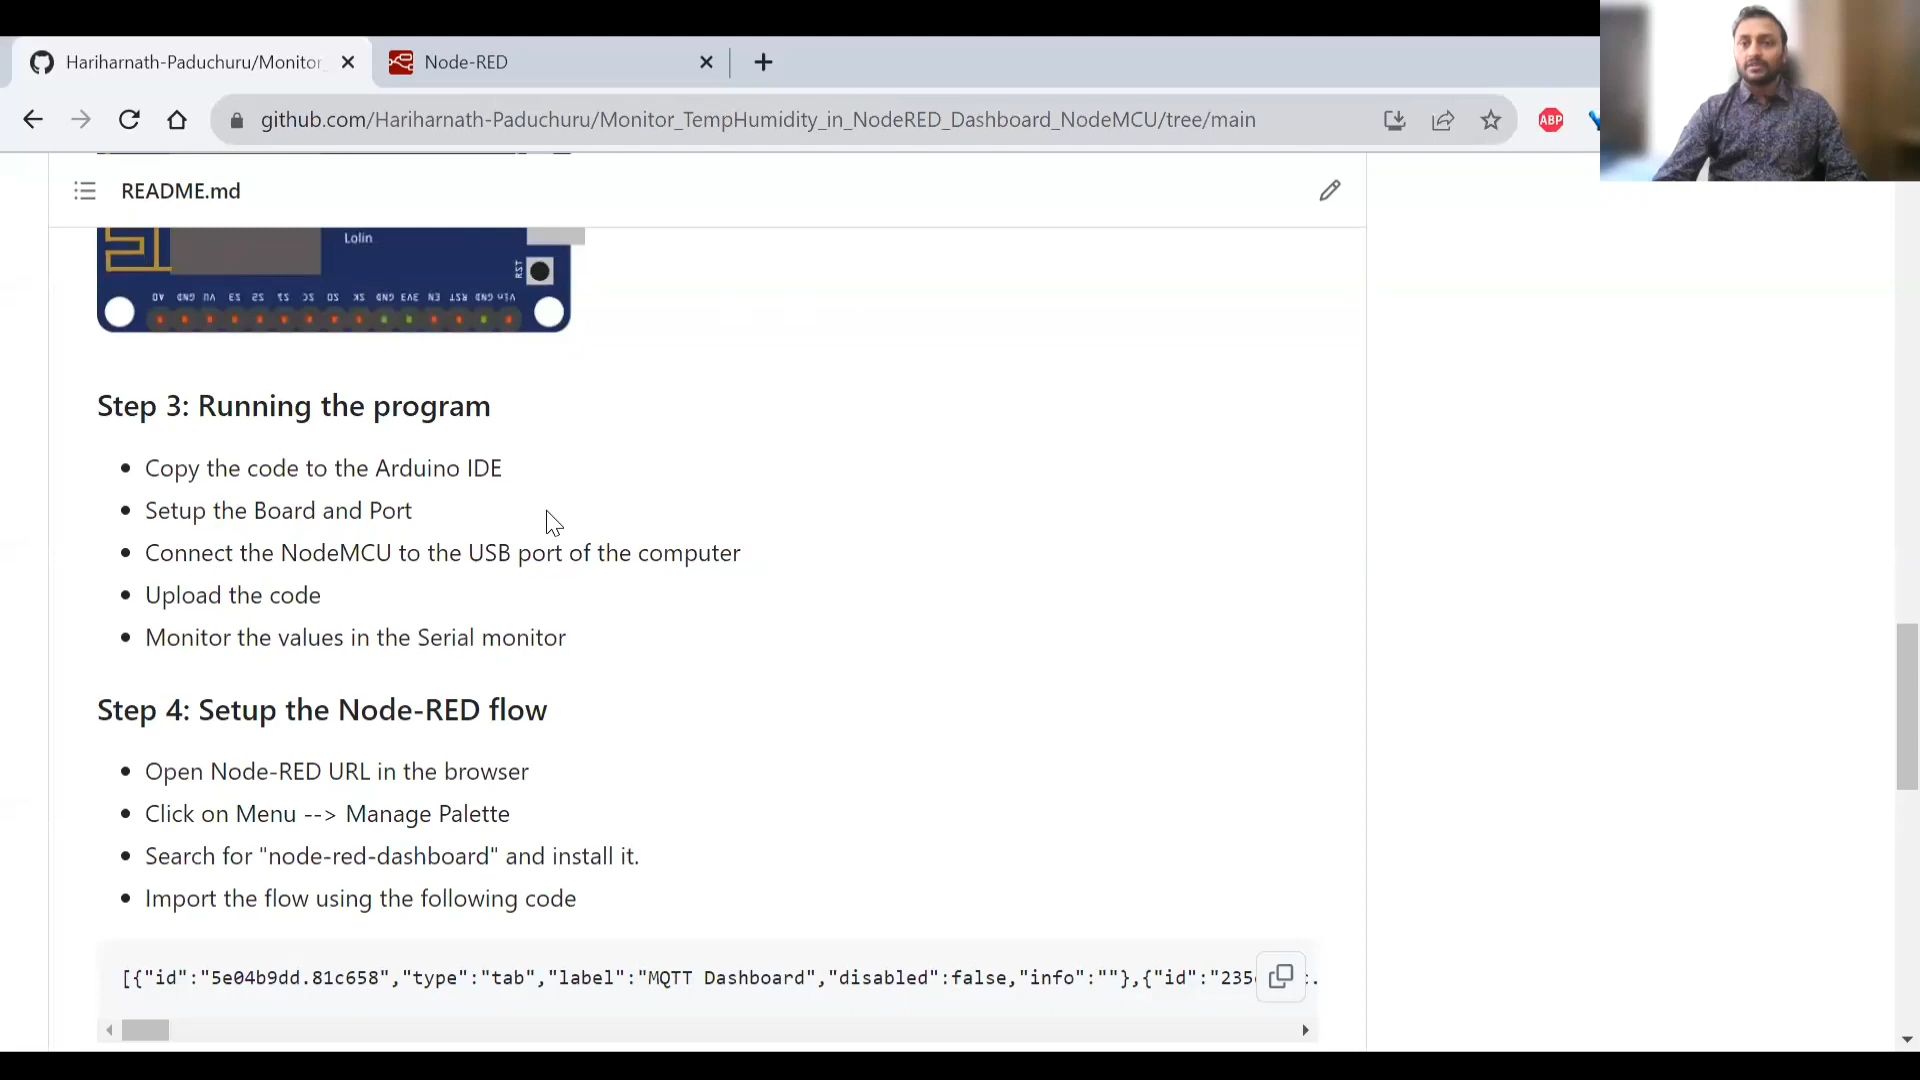 Hariharnath-Paduchuru/Monitor_
Node-RED
github.com/Hariharnath-Paduchuru/Monitor_TempHumidity_in_NodeRED_Dashboard_NodeMCU/tree/main
ABP
README.md
Lolin
RST
Step 3: Running the program
Copy the code to the Arduino IDE
Setup the Board and Port
Connect the NodeMCU to the USB port of the computer
Upload the code
Monitor the values in the Serial monitor
Step 4: Setup the Node-RED flow
Open Node-RED URL in the browser
Click on Menu --> Manage Palette
Search for "node-red-dashboard" and install it.
Import the flow using the following code
[{"id":"5e04b9dd.81c658","type":"tab","label":"MQTT Dashboard","disabled":false,"info":""},{"id":"235